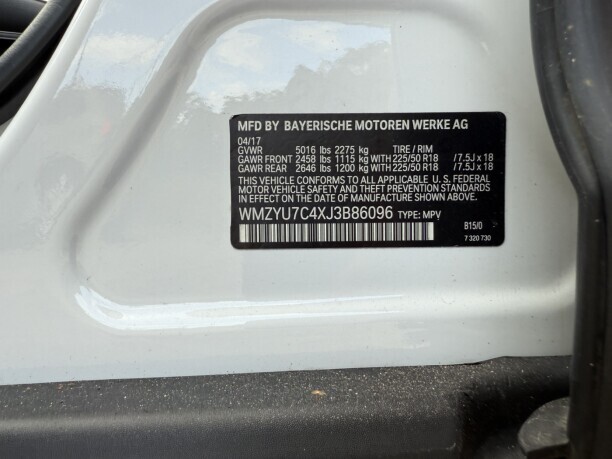 MFD BY BAYERISCHE MOTOREN WERKE AG
04/17
GVWR 5016 lbs 2275 kg TIRE / RIM
GAWR FRONT 2458 lbs 1115 kg WITH 225/50 R18 /7.5J x 18
GAWR REAR 2646 lbs 1200 kg WITH 225/50 R18 /7.5J x 18
THIS VEHICLE CONFORMS TO ALL APPLICABLE U. S. FEDERAL
MOTOR VEHICLE SAFETY, BUMPER, AND THEFT PREVENTION
STANDARDS IN EFFECT ON THE DATE OF MANUFACTURE SHOWN ABOVE.
WMZYU7C4XJ3B86096 TYPE: MPV
B15/0
7 320 730